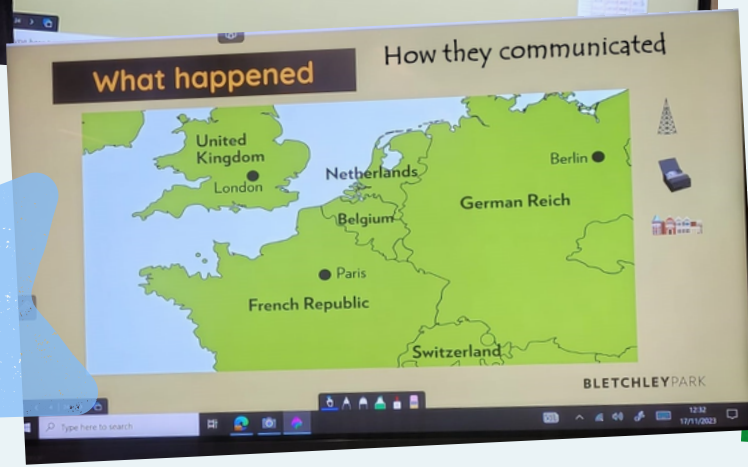 How they communicated
What happened
United
Kingdom
London
Netherlands
Belgium
Berlin
German Reich
Paris
French Republic
Switzerland
BLETCHLEYPARK
Type here to search
12:32
17/11/2023